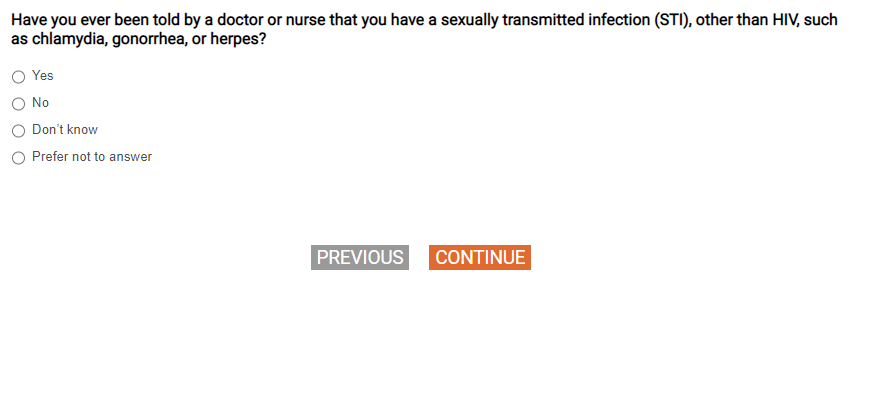 Have you ever been told by a doctor or nurse that you have a sexually transmitted infection (STI), other than HIV, such
as chlamydia, gonorrhea, or herpes?
Yes
No
Don't know
Prefer not to answer
PREVIOUS CONTINUE